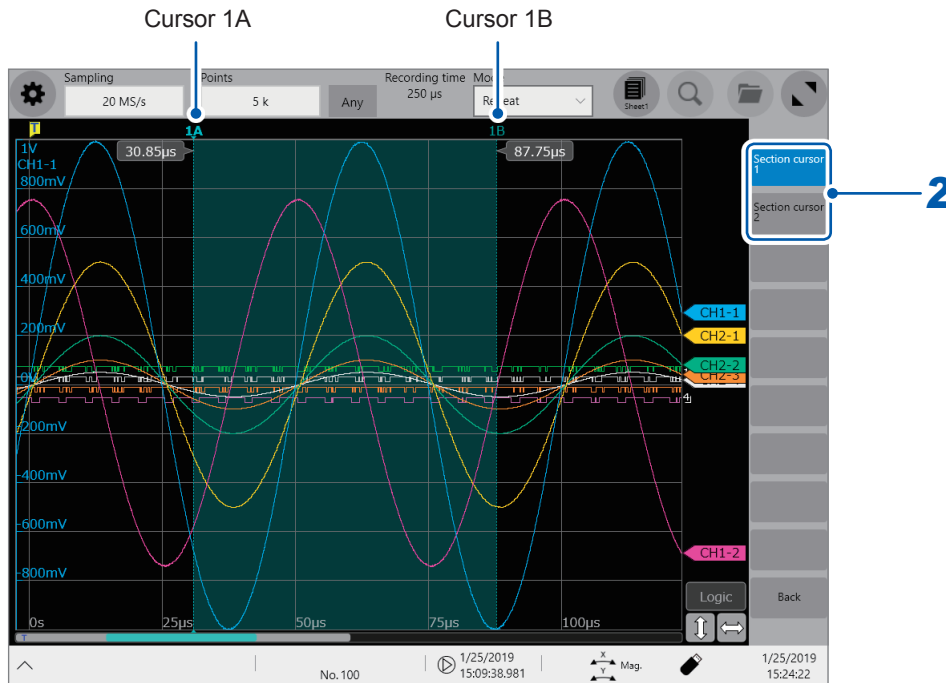 Cursor 1A
Cursor 1B
Sampling
Points
Recording time
20 MS/s
5 k
Any
250 µs
Sheet1
1A
1B
1V
30.85µs
87.75µs
Section cursor
1
CH1-1
800mV
2
Section cursor
2
600mV
400mV
CH1-1
200mV
CH2-1
CH2-2
CH2-3
0V
4
-200mV
-400mV
-600mV
CH1-2
-800mV
Logic
Back
0s
25µs
50µs
75µs
100µs
T
No. 100
1/25/2019
15:09:38.981
X
Y
Mag.
1/25/2019
15:24:22